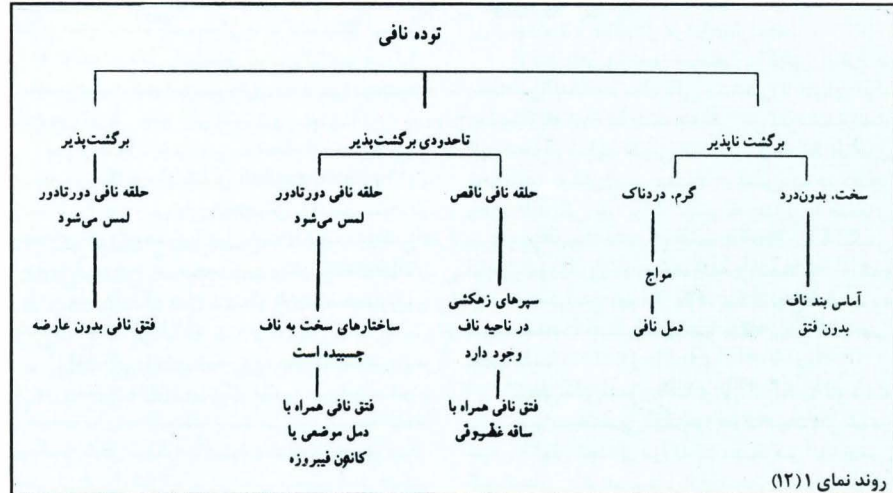 توده نافی
برگشت ناپذیر
سخت، بدون‌درد
آماس بند ناف
بدون فتق
گرم، دردناک
مواج
دمل نافی
تاحدودی برگشت‌پذیر
حلقه نافی ناقص
مسیرهای زهکشی
در ناحیه ناف
وجود دارد
فتق نافی همراه با
ساقه عفونی
حلقه نافی دورتادور
لمس می‌شود
ساختارهای سخت به ناف
چسبیده است
فتق نافی همراه با
دمل موضعی یا
کانون فیبروزه
برگشت‌پذیر
حلقه نافی دورتادور
لمس می‌شود
فتق نافی بدون عارضه
روند نمای ۱(۱۲)